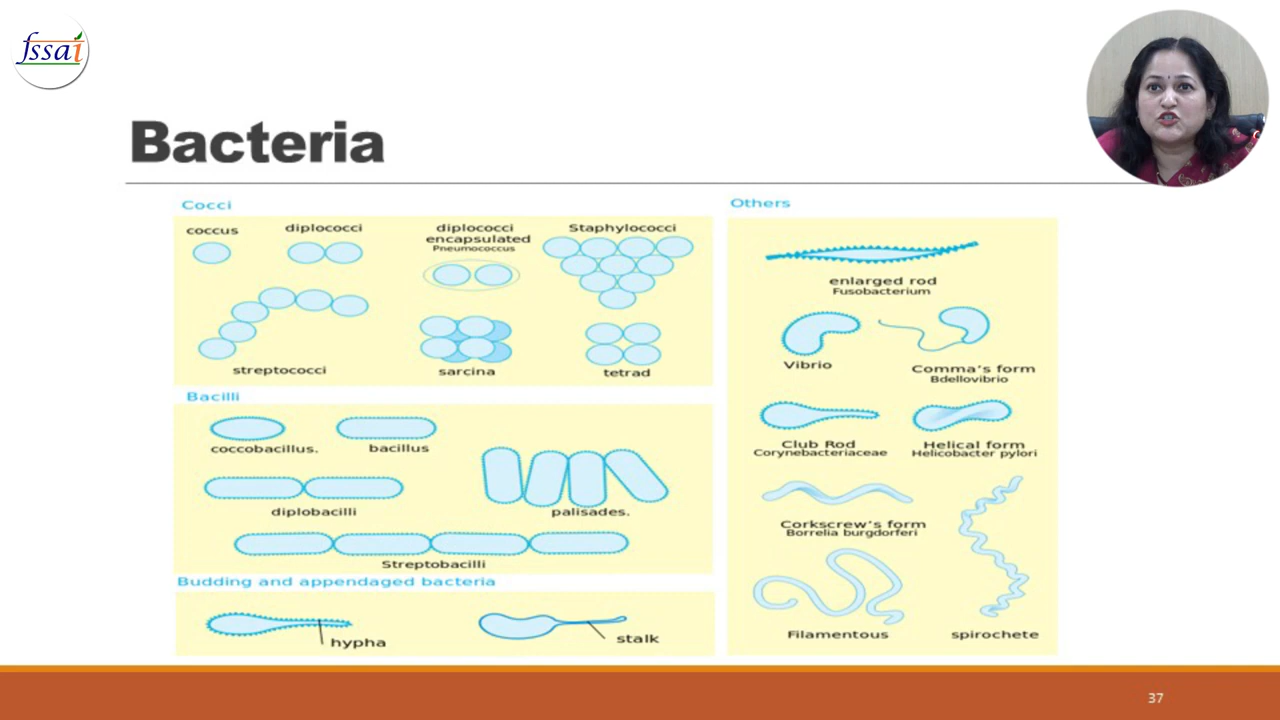 fssai
Bacteria
Cocci
coccus
diplococci
diplococci
encapsulated
Pneumococcus
Staphylococci
streptococci
sarcina
tetrad
Bacilli
coccobacillus.
bacillus
diplobacilli
palisades.
Streptobacilli
Budding and appendaged bacteria
hypha
stalk
Others
enlarged rod
Fusobacterium
Vibrio
Comma's form
Bdellovibrio
Club Rod
Corynebacteriaceae
Helical form
Helicobacter pylori
Corkscrew's form
Borrelia burgdorferi
Filamentous
spirochete
37